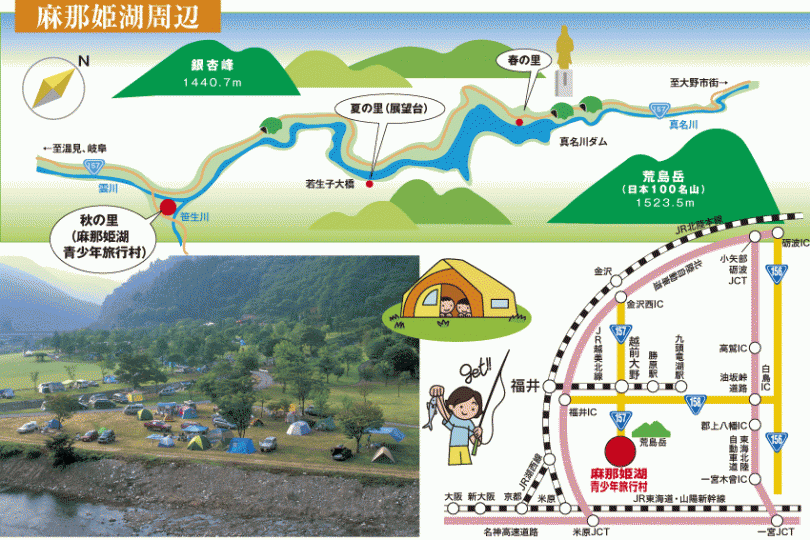 麻那姫湖周辺
N
銀杏峰
1440.7m
春の里
至大野市街→
夏の里(展望台)
157
真名川
真名川ダム
←至温見、岐阜
157
雲川
若生子大橋
荒島岳
(日本100名山)
1523.5m
笹生川
秋の里
(麻那姫湖
青少年旅行村)
JR北陸本線
砺波IC
北陸自動車道
小矢部
砺波
JCT
156
金沢
金沢西IC
157
JR越美北線
越前大野
勝原駅
九頭竜湖駅
高鷲IC
白鳥IC
油坂峠
道路
get!!
福井
福井IC
158
157
荒島岳
郡上八幡IC
東海北陸
自動車道
156
麻那姫湖
青少年旅行村
一宮木曽IC
JR湖西線
大阪
新大阪
京都
米原
JR東海道・山陽新幹線
名神高速道路
米原JCT
一宮JCT